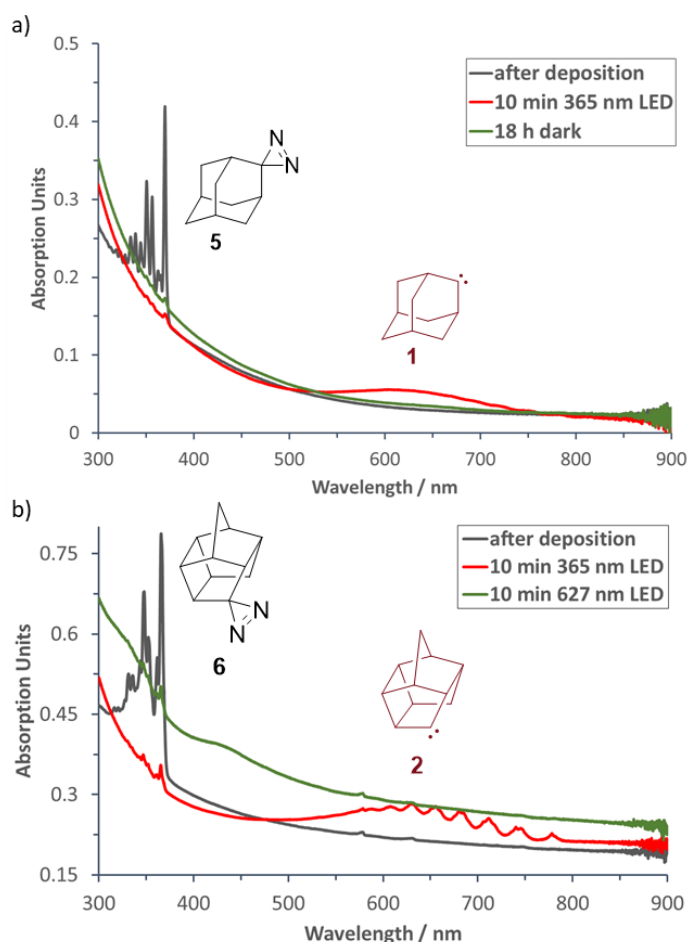 a)
0.5
0.4
0.3
0.2
0.1
0
Absorption Units
after deposition
10 min 365 nm LED
18 h dark
N
N
5
1
300
400
500
600
700
800
900
Wavelength / nm
b)
0.75
0.6
0.45
0.3
0.15
Absorption Units
after deposition
10 min 365 nm LED
10 min 627 nm LED
N
N
6
2
300
400
500
600
700
800
900
Wavelength / nm